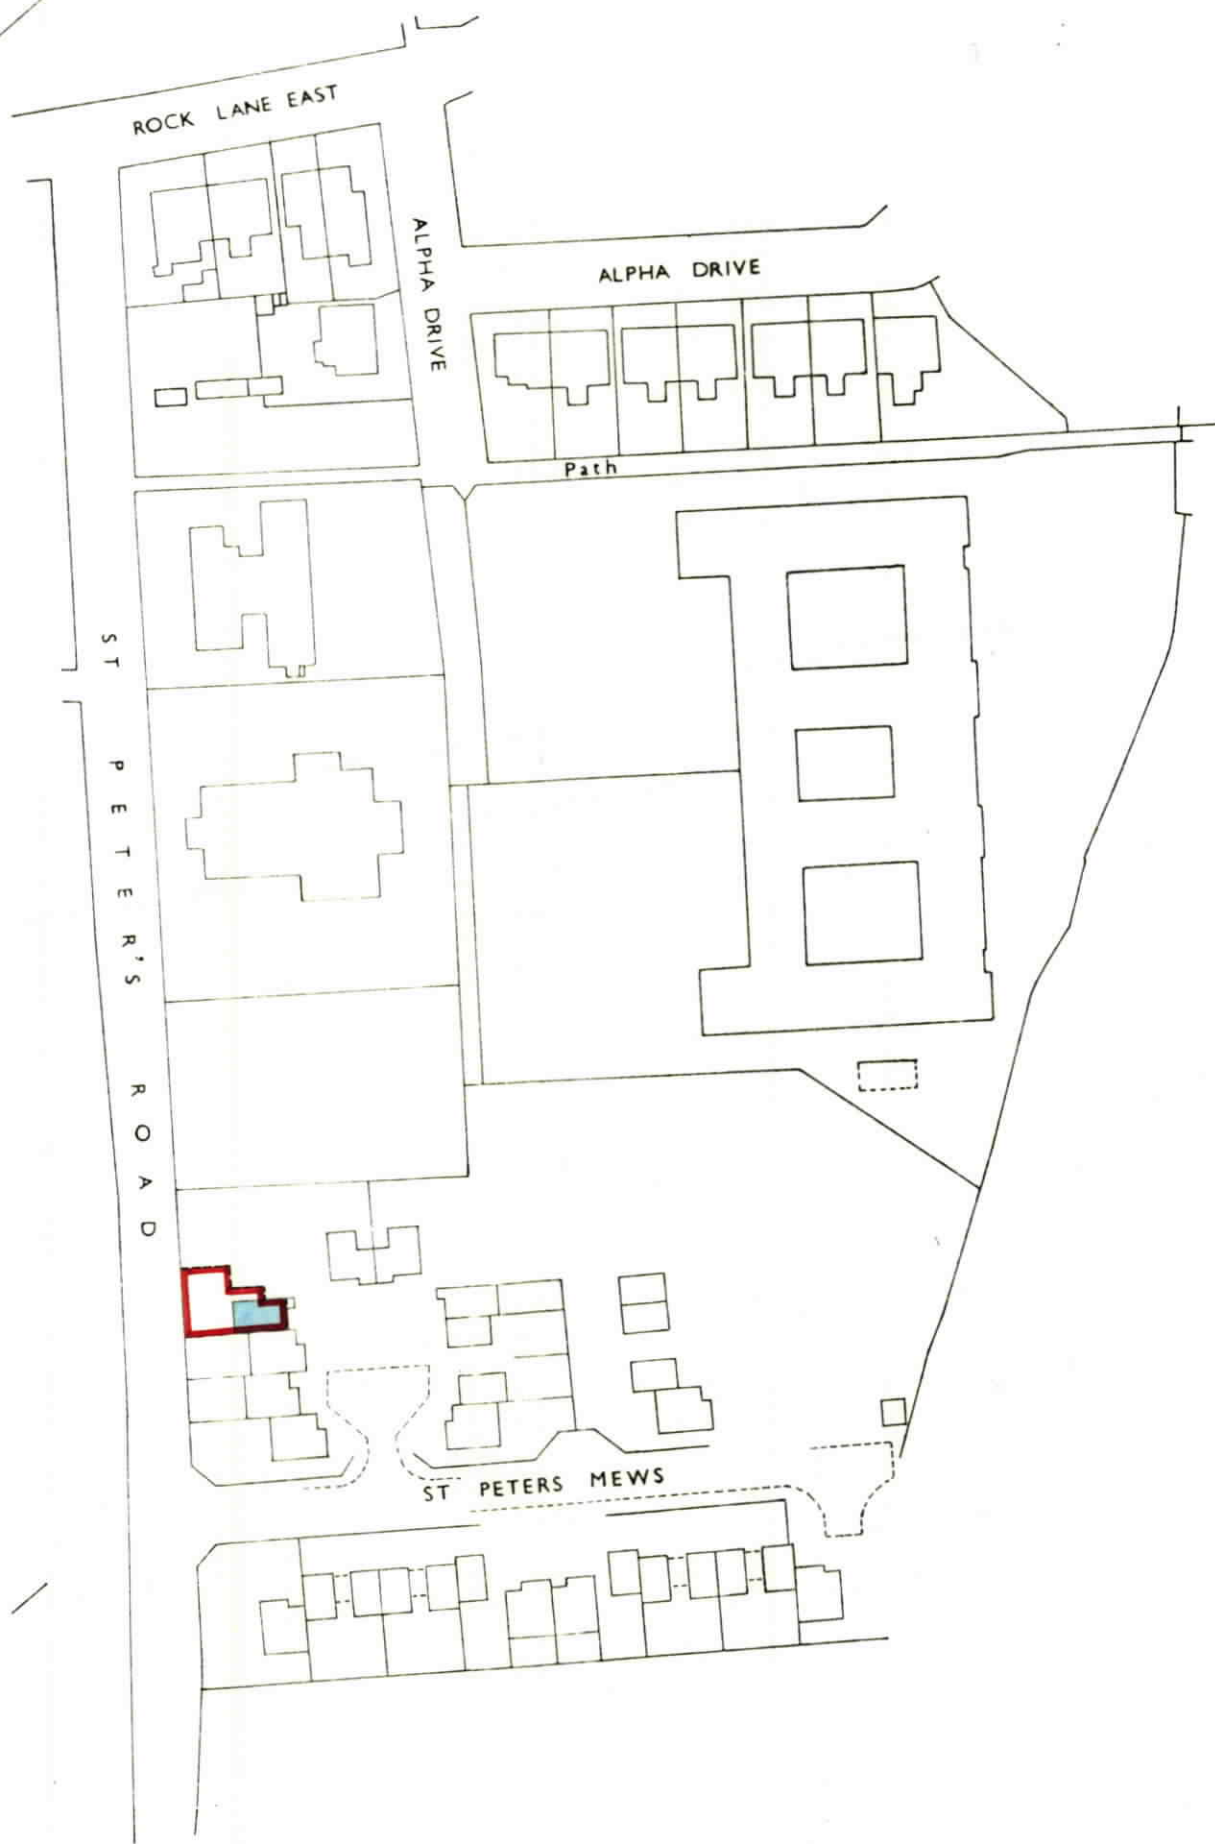 ROCK LANE EAST
ALPHA DRIVE
ALPHA DRIVE
Path
ST PETER'S ROAD
ST PETERS MEWS